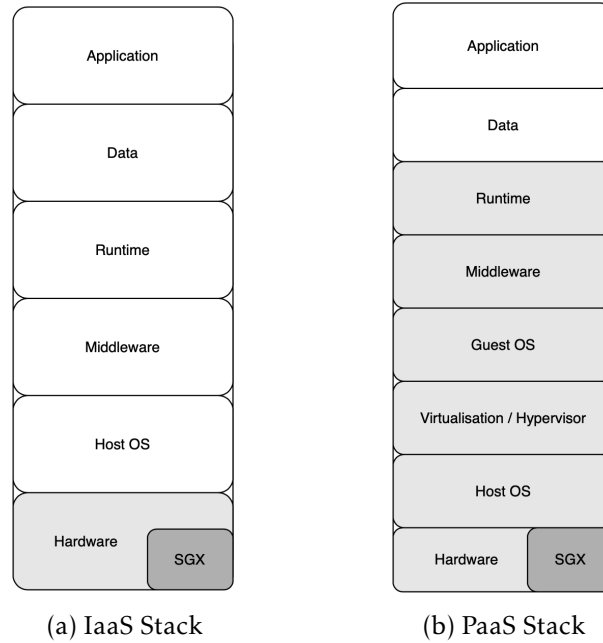 Application
Data
Runtime
Middleware
Host OS
Hardware
SGX
(a) IaaS Stack
Application
Data
Runtime
Middleware
Guest OS
Virtualisation / Hypervisor
Host OS
Hardware
SGX
(b) PaaS Stack